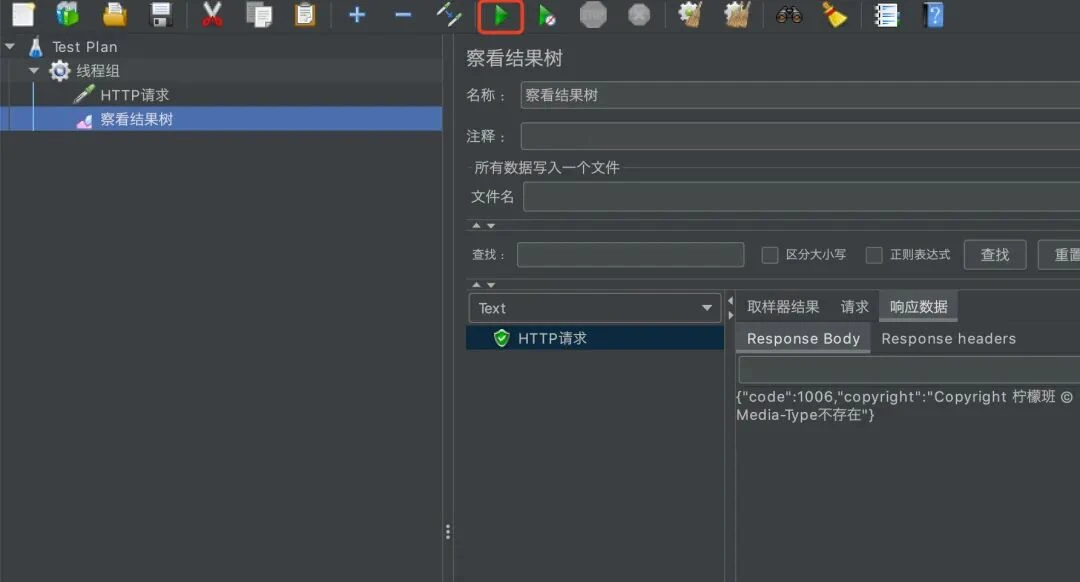 Test Plan
线程组
HTTP请求
察看结果树
察看结果树
名称：
察看结果树
注释：
所有数据写入一个文件
文件名
查找：
区分大小写
正则表达式
查找
重置
Text
取样器结果
请求
响应数据
HTTP请求
Response Body
Response headers
{"code":1006,"copyright":"Copyright 柠檬班 ©
Media-Type不存在"}